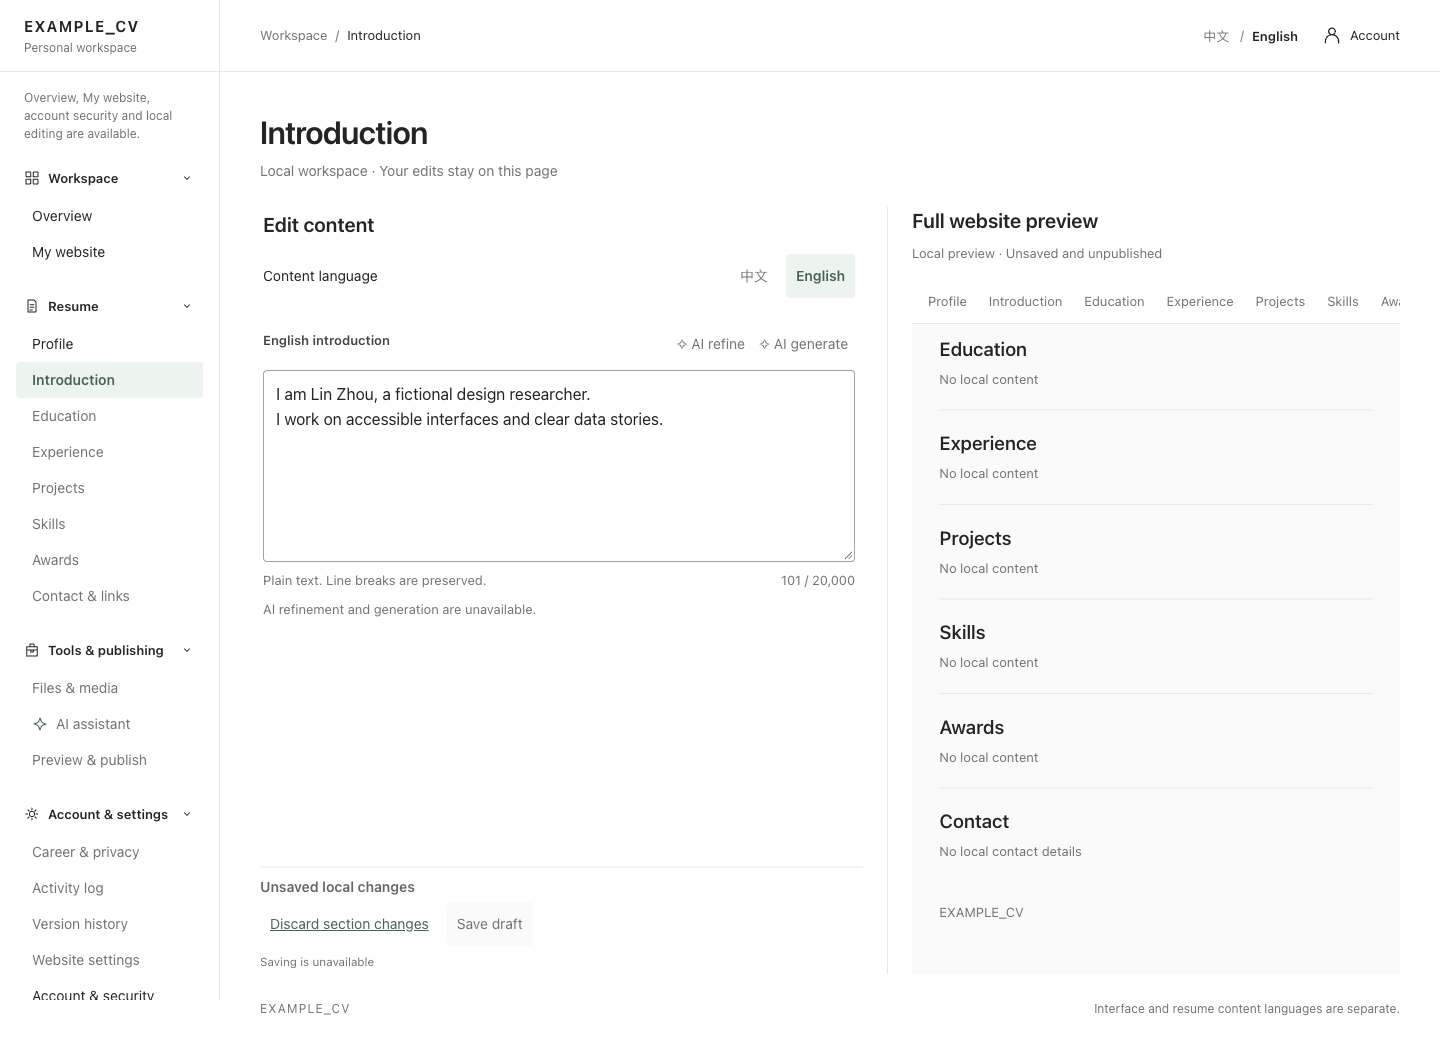 EXAMPLE_CV
Personal workspace
Workspace / Introduction
中文 / English
Account
Overview, My website,
account security and local
editing are available.
Workspace
Overview
My website
Resume
Profile
Introduction
Education
Experience
Projects
Skills
Awards
Contact & links
Tools & publishing
Files & media
AI assistant
Preview & publish
Account & settings
Career & privacy
Activity log
Version history
Website settings
Account & security
Introduction
Local workspace · Your edits stay on this page
Edit content
Content language
中文 English
English introduction
AI refine AI generate
I am Lin Zhou, a fictional design researcher.
I work on accessible interfaces and clear data stories.
Plain text. Line breaks are preserved.
101 / 20,000
AI refinement and generation are unavailable.
Unsaved local changes
Discard section changes Save draft
Saving is unavailable
Full website preview
Local preview · Unsaved and unpublished
Profile Introduction Education Experience Projects Skills
Education
No local content
Experience
No local content
Projects
No local content
Skills
No local content
Awards
No local content
Contact
No local contact details
EXAMPLE_CV
EXAMPLE_CV
Interface and resume content languages are separate.